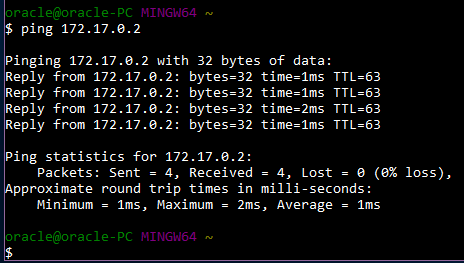 oracle@oracle-PC MINGW64 ~
$ ping 172.17.0.2
Pinging 172.17.0.2 with 32 bytes of data:
Reply from 172.17.0.2: bytes=32 time=1ms TTL=63
Reply from 172.17.0.2: bytes=32 time=1ms TTL=63
Reply from 172.17.0.2: bytes=32 time=2ms TTL=63
Reply from 172.17.0.2: bytes=32 time=1ms TTL=63
Ping statistics for 172.17.0.2:
    Packets: Sent = 4, Received = 4, Lost = 0 (0% loss),
Approximate round trip times in milli-seconds:
    Minimum = 1ms, Maximum = 2ms, Average = 1ms
oracle@oracle-PC MINGW64 ~
$